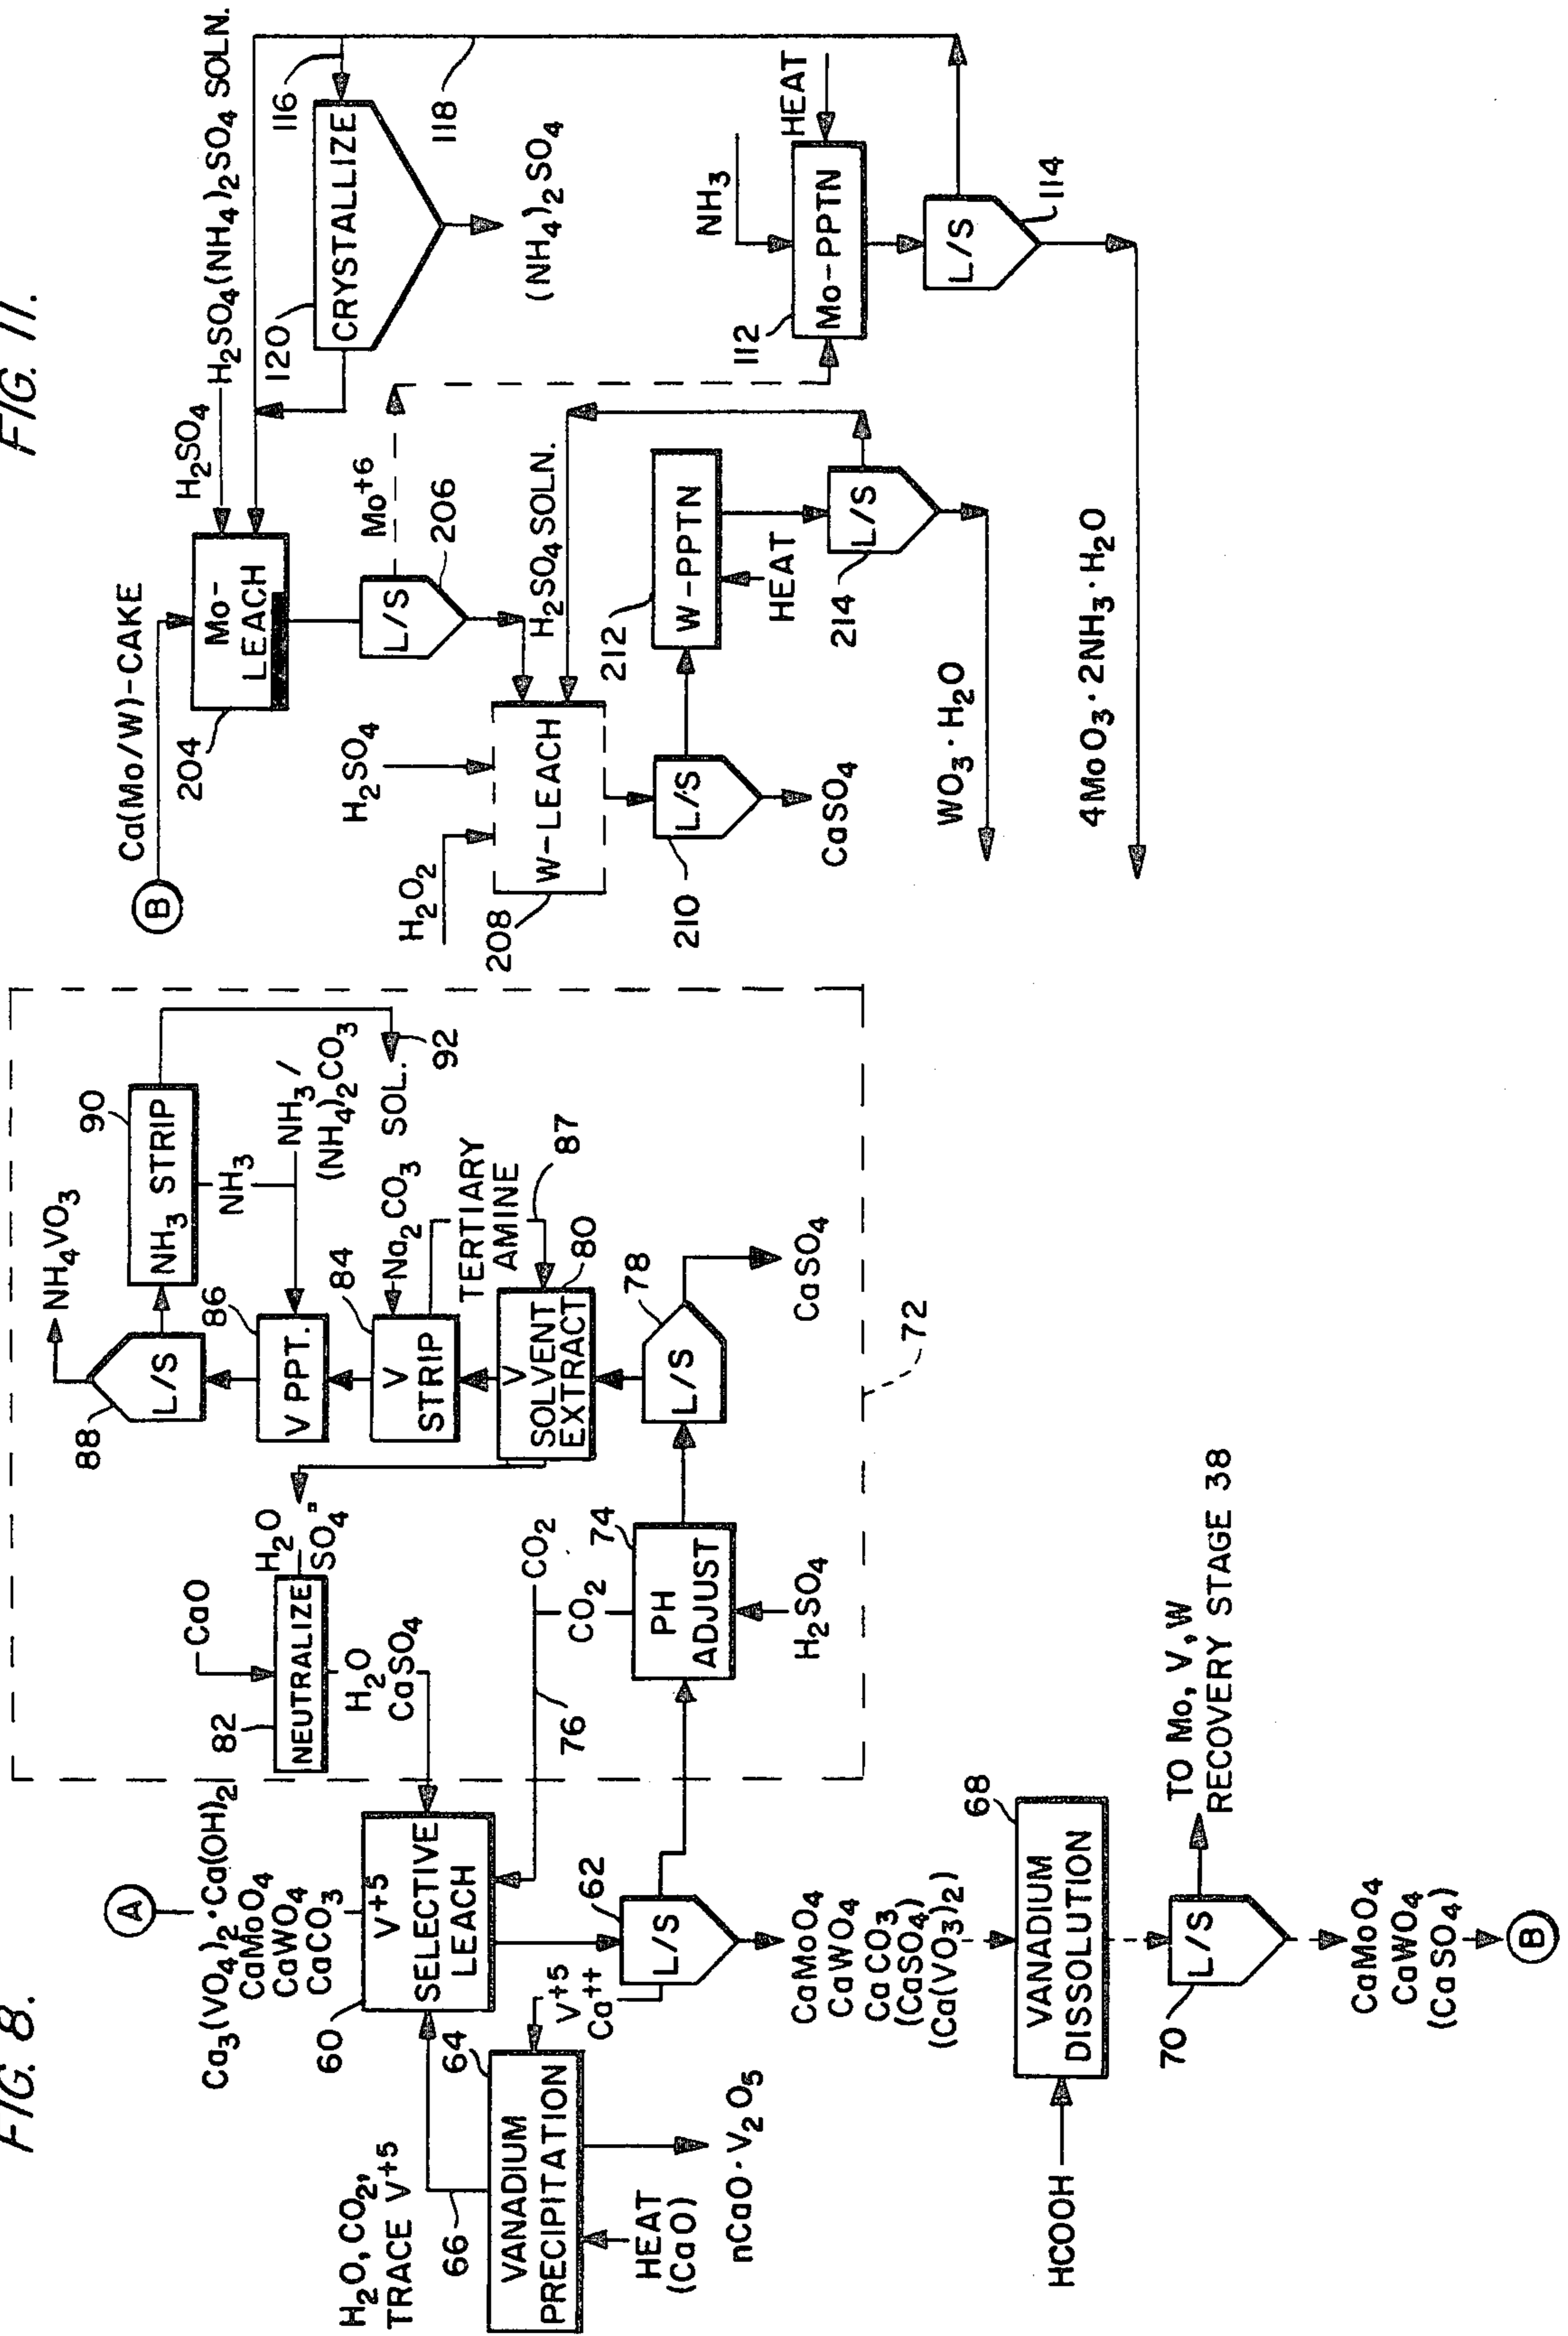 FIG. 8.
A
Ca3(VO4)2·Ca(OH)2
CaMoO4
CaWO4
CaCO3
60
V+5
SELECTIVE
LEACH
H2O, CO2,
TRACE V+5
66
64
VANADIUM
PRECIPITATION
HEAT
(CaO)
nCaO·V2O5
V+5
Ca++
62
L/S
CaMoO4
CaWO4
CaCO3
(CaSO4)
(Ca(VO3)2)
HCOOH
68
VANADIUM
DISSOLUTION
70
L/S
TO Mo, V, W
RECOVERY STAGE 38
CaMoO4
CaWO4
(CaSO4)
B
CaO
82
NEUTRALIZE
H2O
SO4=
H2O
CaSO4
76
CO2
CO2
74
PH
ADJUST
H2SO4
78
L/S
CaSO4
72
80
V
SOLVENT
EXTRACT
87
TERTIARY
AMINE
84
V
STRIP
Na2CO3 SOL.
92
86
V PPT.
NH3/
(NH4)2CO3
NH3
88
L/S
NH4VO3
90
NH3 STRIP
FIG. 11.
B
Ca(Mo/W)-CAKE
204
Mo-
LEACH
H2SO4
H2SO4(NH4)2SO4 SOLN.
116
118
120
CRYSTALLIZE
(NH4)2SO4
Mo+6
206
L/S
H2O2
H2SO4
208
W-LEACH
H2SO4 SOLN.
210
L/S
CaSO4
212
W-PPTN
HEAT
214
L/S
WO3·H2O
NH3
HEAT
112
Mo-PPTN
L/S
114
4MoO3·2NH3·H2O